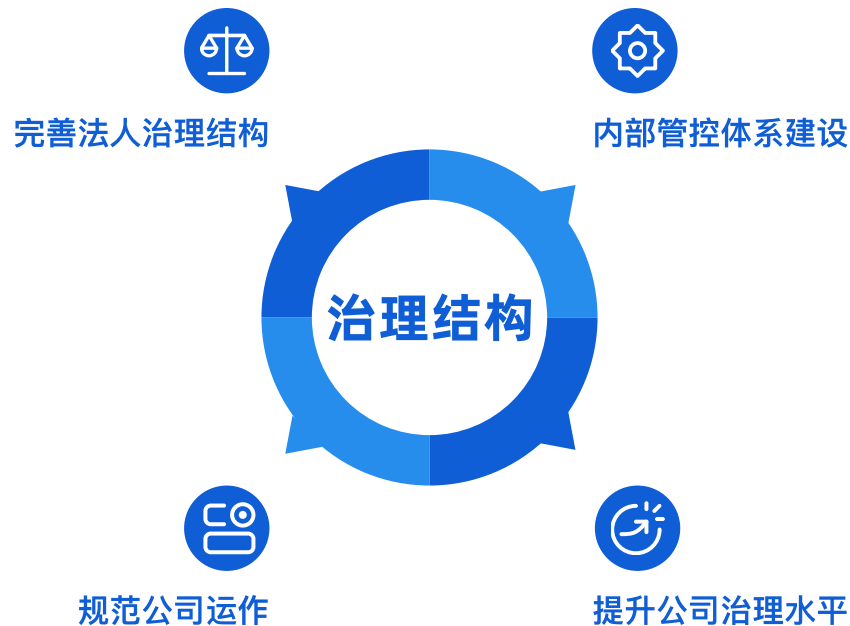 完善法人治理结构
内部管控体系建设
治理结构
规范公司运作
提升公司治理水平